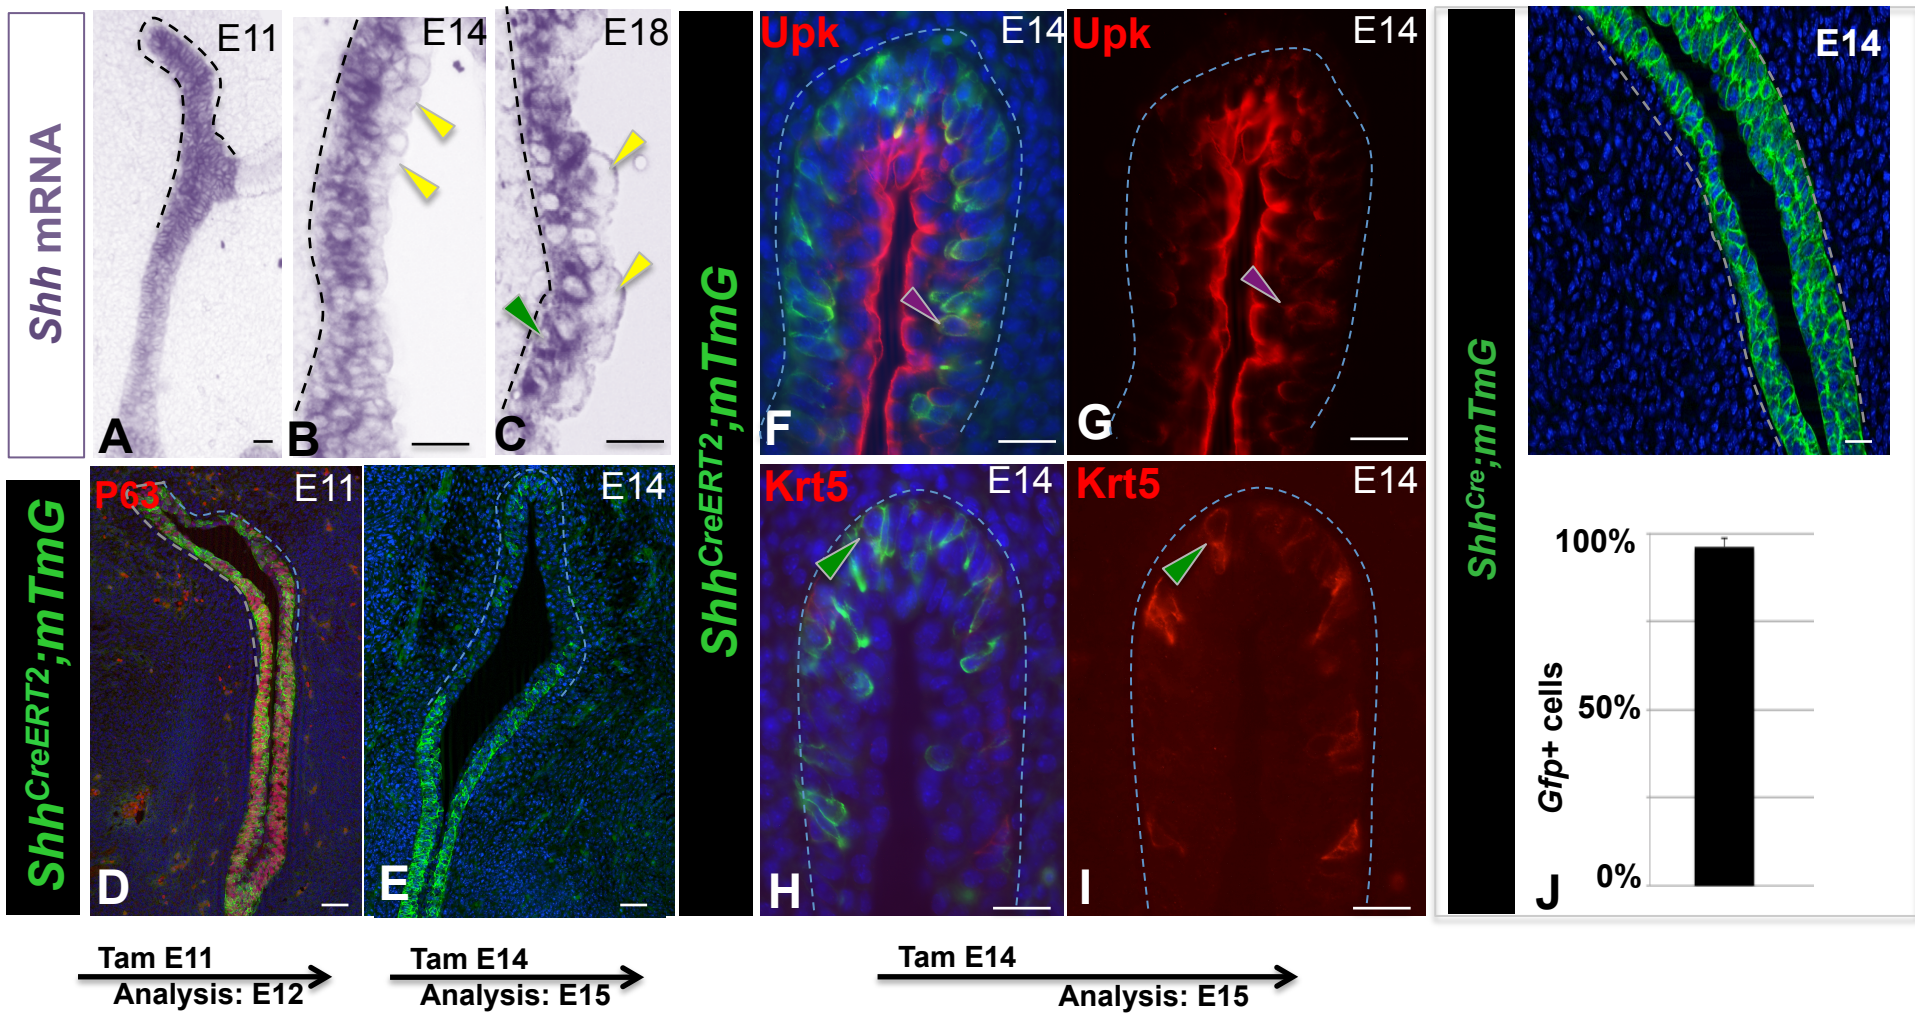 Shh mRNA
E11
A
E14
B
E18
C
ShhCreERT2;mTmG
P63
E11
D
E14
E
Tam E11
Analysis: E12
Tam E14
Analysis: E15
ShhCreERT2;mTmG
Upk
E14
F
Upk
E14
G
Krt5
E14
H
Krt5
E14
I
Tam E14
Analysis: E15
ShhCre;mTmG
E14
Gfp+ cells
100%
50%
0%
J